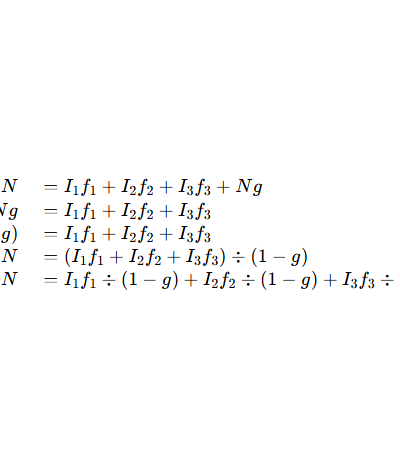 N = I₁f₁ + I₂f₂ + I₃f₃ + Ng
Ng = I₁f₁ + I₂f₂ + I₃f₃
g) = I₁f₁ + I₂f₂ + I₃f₃
N = (I₁f₁ + I₂f₂ + I₃f₃) ÷ (1 − g)
N = I₁f₁ ÷ (1 − g) + I₂f₂ ÷ (1 − g) + I₃f₃ ÷